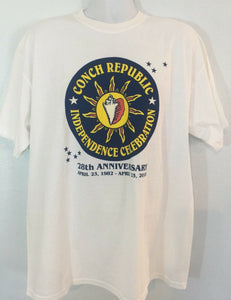 CONCH REPUBLIC
INDEPENDENCE CELEBRATION
28th ANNIVERSARY
APRIL 23, 1982 - APRIL 23,